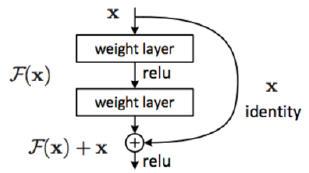 x
weight layer
F(x)
relu
x
weight layer
identity
F(x) + x
relu